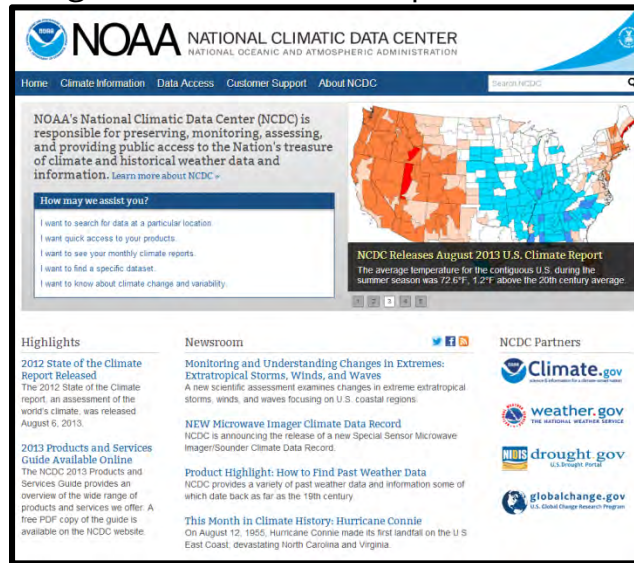 NOAA NATIONAL CLIMATIC DATA CENTER
NATIONAL OCEANIC AND ATMOSPHERIC ADMINISTRATION
Home Climate Information Data Access Customer Support About NCDC Search NCDC
NOAA's National Climatic Data Center (NCDC) is
responsible for preserving, monitoring, assessing,
and providing public access to the Nation's treasure
of climate and historical weather data and
information. Learn more about NCDC »
How may we assist you?
I want to search for data at a particular location.
I want quick access to your products.
I want to see your monthly climate reports.
I want to find a specific dataset.
I want to know about climate change and variability.
NCDC Releases August 2013 U.S. Climate Report
The average temperature for the contiguous U.S. during the
summer season was 72.6°F, 1.2°F above the 20th century average.
1 2 3 4 5
Highlights
2012 State of the Climate
Report Released
The 2012 State of the Climate
report, an assessment of the
world's climate, was released
August 6, 2013.
2013 Products and Services
Guide Available Online
The NCDC 2013 Products and
Services Guide provides an
overview of the wide range of
products and services we offer. A
free PDF copy of the guide is
available on the NCDC website.
Newsroom
Monitoring and Understanding Changes in Extremes:
Extratropical Storms, Winds, and Waves
A new scientific assessment examines changes in extreme extratropical
storms, winds, and waves focusing on U.S. coastal regions.
NEW Microwave Imager Climate Data Record
NCDC is announcing the release of a new Special Sensor Microwave
Imager/Sounder Climate Data Record.
Product Highlight: How to Find Past Weather Data
NCDC provides a variety of past weather data and information some of
which date back as far as the 19th century
This Month in Climate History: Hurricane Connie
On August 12, 1955, Hurricane Connie made its first landfall on the U S
East Coast, devastating North Carolina and Virginia.
NCDC Partners
Climate.gov
weather.gov
THE NATIONAL WEATHER SERVICE
NIDIS drought.gov
U.S. Drought Portal
globalchange.gov
U.S. Global Change Research Program